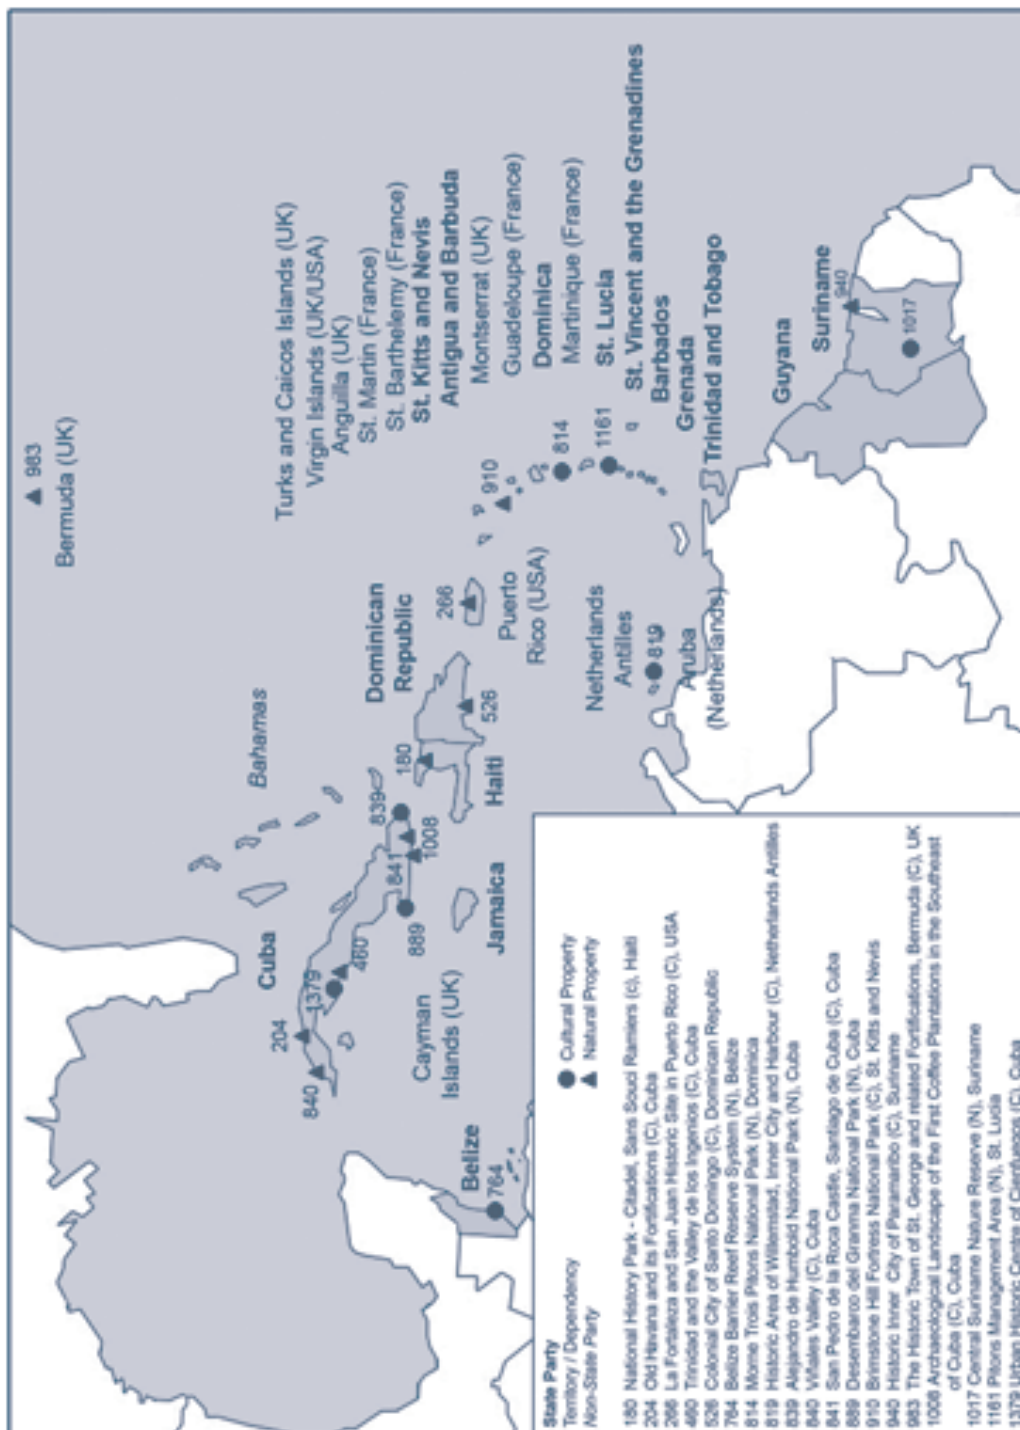 983
Bermuda (UK)
Turks and Caicos Islands (UK)
Virgin Islands (UK/USA)
Anguilla (UK)
St. Martin (France)
St. Barthelemy (France)
St. Kitts and Nevis
Antigua and Barbuda
Montserrat (UK)
Guadeloupe (France)
Dominica
Martinique (France)
St. Lucia
St. Vincent and the Grenadines
Barbados
Grenada
Trinidad and Tobago
Guyana
Suriname
940
1017
910
814
1161
Bahamas
Dominican
Republic
266
Puerto
Rico (USA)
Netherlands
Antilles
819
Aruba
(Netherlands)
180
526
Haiti
839
841
1008
889
Jamaica
Cuba
204
1379
460
840
Cayman
Islands (UK)
Belize
764
State Party
Territory / Dependency
Non-State Party
Cultural Property
Natural Property
180 National History Park - Citadel, Sans Souci Ramiers (c), Haiti
204 Old Havana and its Fortifications (C), Cuba
266 La Fortaleza and San Juan Historic Site in Puerto Rico (C), USA
460 Trinidad and the Valley de los Ingenios (C), Cuba
526 Colonial City of Santo Domingo (C), Dominican Republic
764 Belize Barrier Reef Reserve System (N), Belize
814 Morne Trois Pitons National Park (N), Dominica
819 Historic Area of Willemstad, Inner City and Harbour (C), Netherlands Antilles
839 Alejandro de Humbold National Park (N), Cuba
840 Viñales Valley (C), Cuba
841 San Pedro de la Roca Castle, Santiago de Cuba (C), Cuba
889 Desembarco del Granma National Park (N), Cuba
910 Brimstone Hill Fortress National Park (C), St. Kitts and Nevis
940 Historic Inner City of Paramaribo (C), Suriname
983 The Historic Town of St. George and related Fortifications, Bermuda (C), UK
1008 Archaeological Landscape of the First Coffee Plantations in the Southeast
of Cuba (C), Cuba
1017 Central Suriname Nature Reserve (N), Suriname
1161 Pitons Management Area (N), St. Lucia
1379 Urban Historic Centre of Cienfuegos (C), Cuba